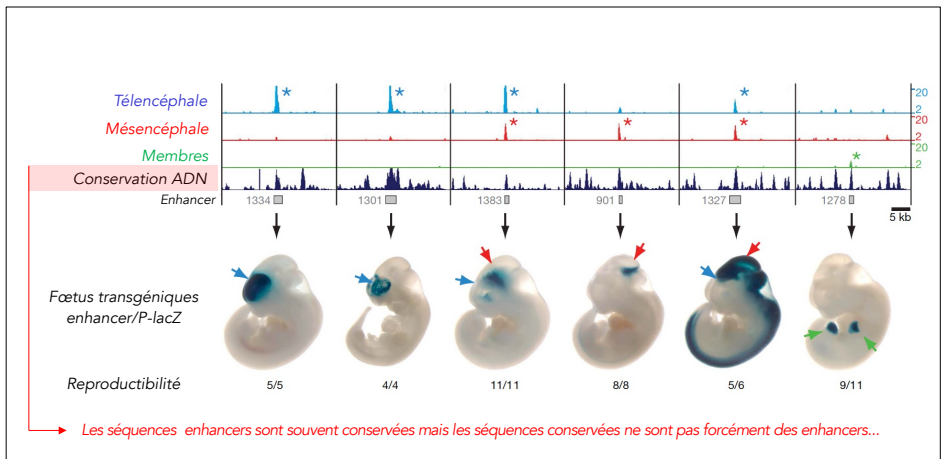 Télencéphale
* * * *
20
2
Mésencéphale
* * *
20
2
Membres
*
20
2
Conservation ADN
Enhancer
1334 1301 1383 901 1327 1278
5 kb
Fœtus transgéniques
enhancer/P-lacZ
Reproductibilité
5/5 4/4 11/11 8/8 5/6 9/11
Les séquences enhancers sont souvent conservées mais les séquences conservées ne sont pas forcément des enhancers...